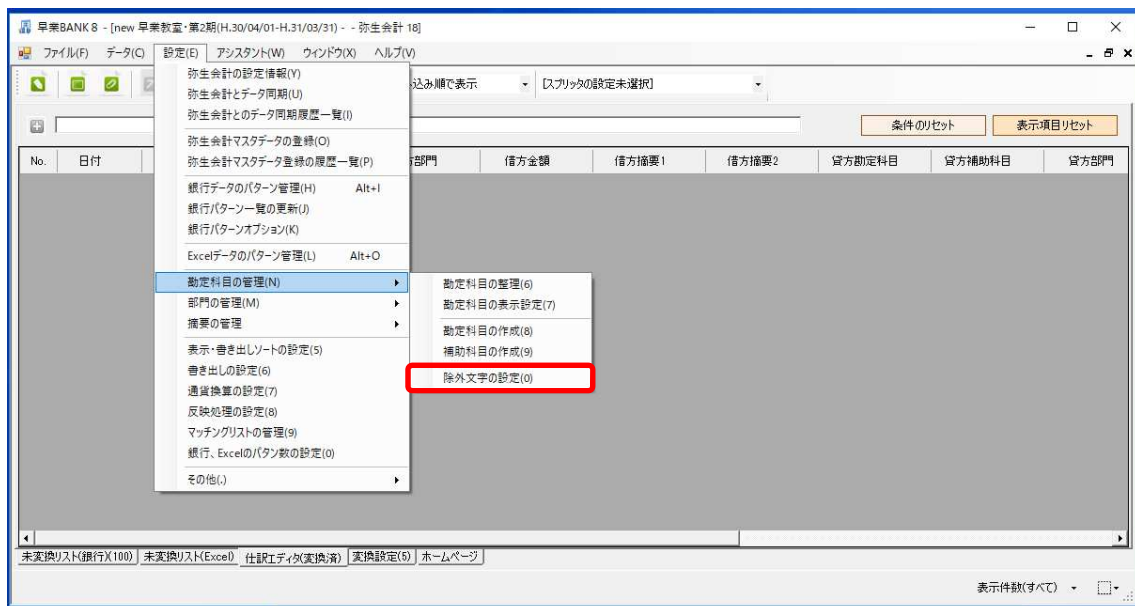 早業BANK 8 - [new 早業教室・第2期(H.30/04/01-H.31/03/31) - - 弥生会計 18]
ファイル(F) データ(C) 設定(E) アシスタント(W) ウィンドウ(X) ヘルプ(V)
弥生会計の設定情報(Y)
弥生会計とデータ同期(U)
弥生会計とのデータ同期履歴一覧(I)
弥生会計マスタデータの登録(O)
弥生会計マスタデータ登録の履歴一覧(P)
銀行データのパターン管理(H) Alt+I
銀行パターン一覧の更新(J)
銀行パターンオプション(K)
Excelデータのパターン管理(L) Alt+O
勘定科目の管理(N)
部門の管理(M)
摘要の管理
表示・書き出しソートの設定(5)
書き出しの設定(6)
通貨換算の設定(7)
反映処理の設定(8)
マッチングリストの管理(9)
銀行、Excelのパタン数の設定(0)
その他(.)
勘定科目の整理(6)
勘定科目の表示設定(7)
勘定科目の作成(8)
補助科目の作成(9)
除外文字の設定(0)
込み順で表示 [スプリッタの設定未選択]
条件のリセット 表示項目リセット
No. 日付 部門 借方金額 借方摘要1 借方摘要2 貸方勘定科目 貸方補助科目 貸方部門
未変換リスト(銀行)(100) 未変換リスト(Excel) 仕訳エディタ(変換済) 変換設定(5) ホームページ
表示件数(すべて)